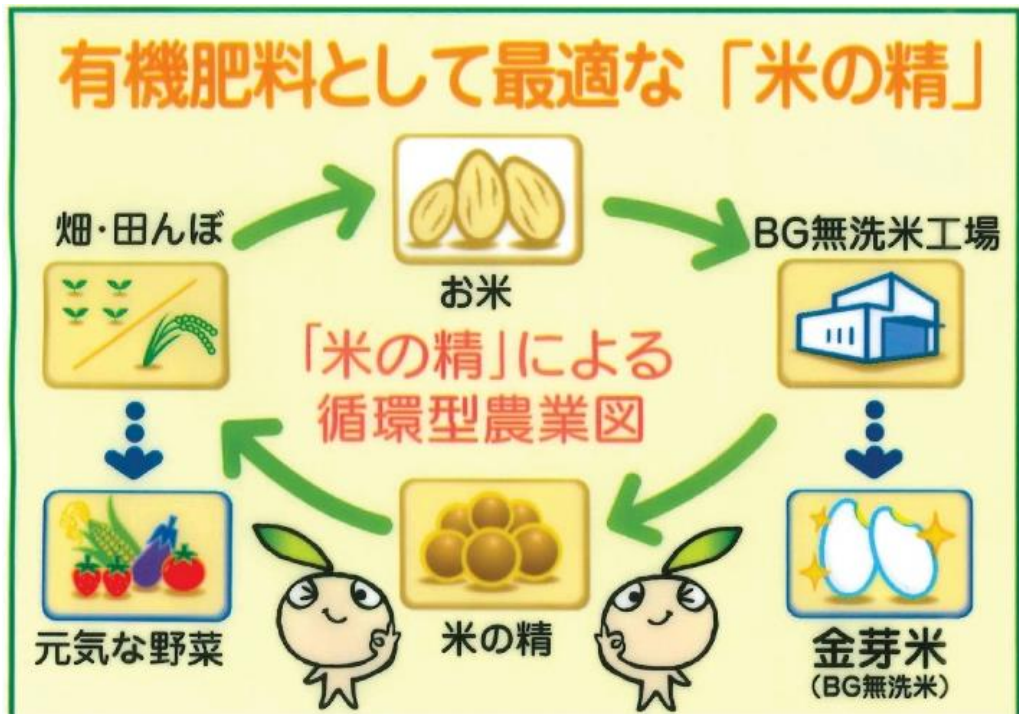 有機肥料として最適な「米の精」
畑・田んぼ
お米
BG無洗米工場
「米の精」による
循環型農業図
元気な野菜
米の精
金芽米
(BG無洗米)